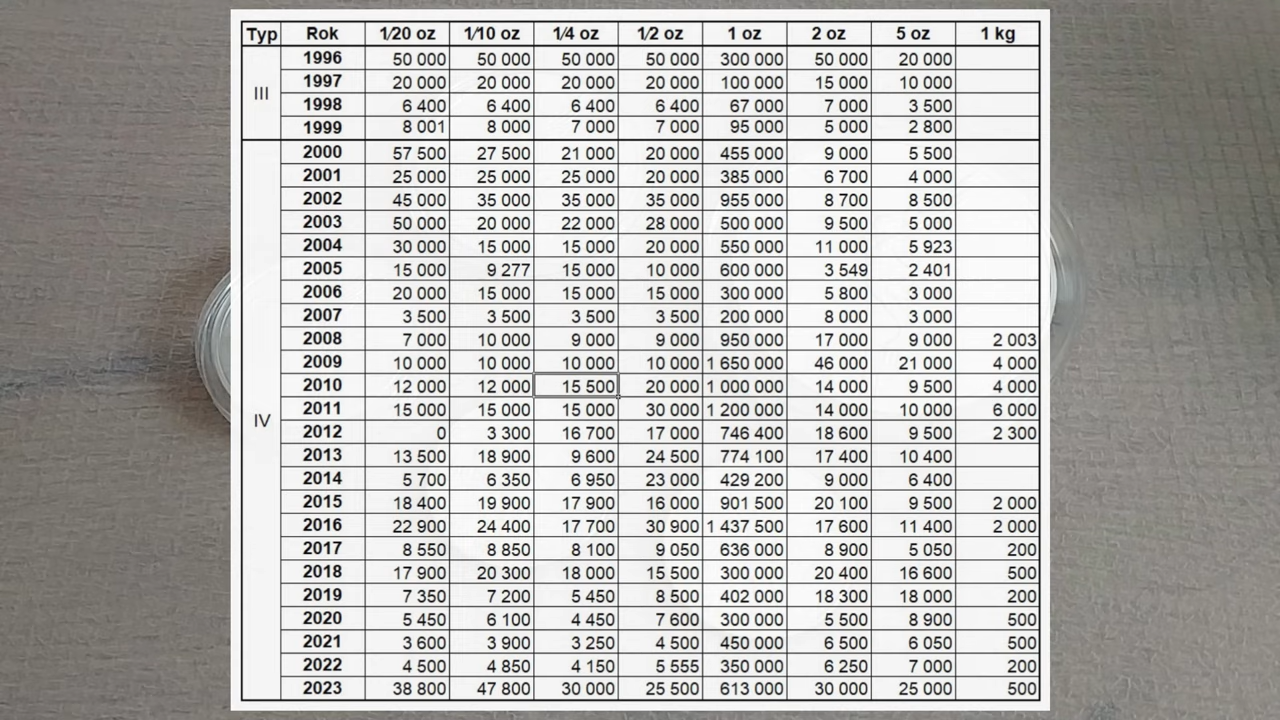 Typ Rok 1/20 oz 1/10 oz 1/4 oz 1/2 oz 1 oz 2 oz 5 oz 1 kg
1996 50 000 50 000 50 000 50 000 300 000 50 000 20 000
1997 20 000 20 000 20 000 20 000 100 000 15 000 10 000
III
1998 6 400 6 400 6 400 6 400 67 000 7 000 3 500
1999 8 001 8 000 7 000 7 000 95 000 5 000 2 800
2000 57 500 27 500 21 000 20 000 455 000 9 000 5 500
2001 25 000 25 000 25 000 20 000 385 000 6 700 4 000
2002 45 000 35 000 35 000 35 000 955 000 8 700 8 500
2003 50 000 20 000 22 000 28 000 500 000 9 500 5 000
2004 30 000 15 000 15 000 20 000 550 000 11 000 5 923
2005 15 000 9 277 15 000 10 000 600 000 3 549 2 401
2006 20 000 15 000 15 000 15 000 300 000 5 800 3 000
2007 3 500 3 500 3 500 3 500 200 000 8 000 3 000
2008 7 000 10 000 9 000 9 000 950 000 17 000 9 000 2 003
2009 10 000 10 000 10 000 10 000 1 650 000 46 000 21 000 4 000
2010 12 000 12 000 15 500 20 000 1 000 000 14 000 9 500 4 000
2011 15 000 15 000 15 000 30 000 1 200 000 14 000 10 000 6 000
IV
2012 0 3 300 16 700 17 000 746 400 18 600 9 500 2 300
2013 13 500 18 900 9 600 24 500 774 100 17 400 10 400
2014 5 700 6 350 6 950 23 000 429 200 9 000 6 400
2015 18 400 19 900 17 900 16 000 901 500 20 100 9 500 2 000
2016 22 900 24 400 17 700 30 900 1 437 500 17 600 11 400 2 000
2017 8 550 8 850 8 100 9 050 636 000 8 900 5 050 200
2018 17 900 20 300 18 000 15 500 300 000 20 400 16 600 500
2019 7 350 7 200 5 450 8 500 402 000 18 300 18 000 200
2020 5 450 6 100 4 450 7 600 300 000 5 500 8 900 500
2021 3 600 3 900 3 250 4 500 450 000 6 500 6 050 500
2022 4 500 4 850 4 150 5 555 350 000 6 250 7 000 200
2023 38 800 47 800 30 000 25 500 613 000 30 000 25 000 500